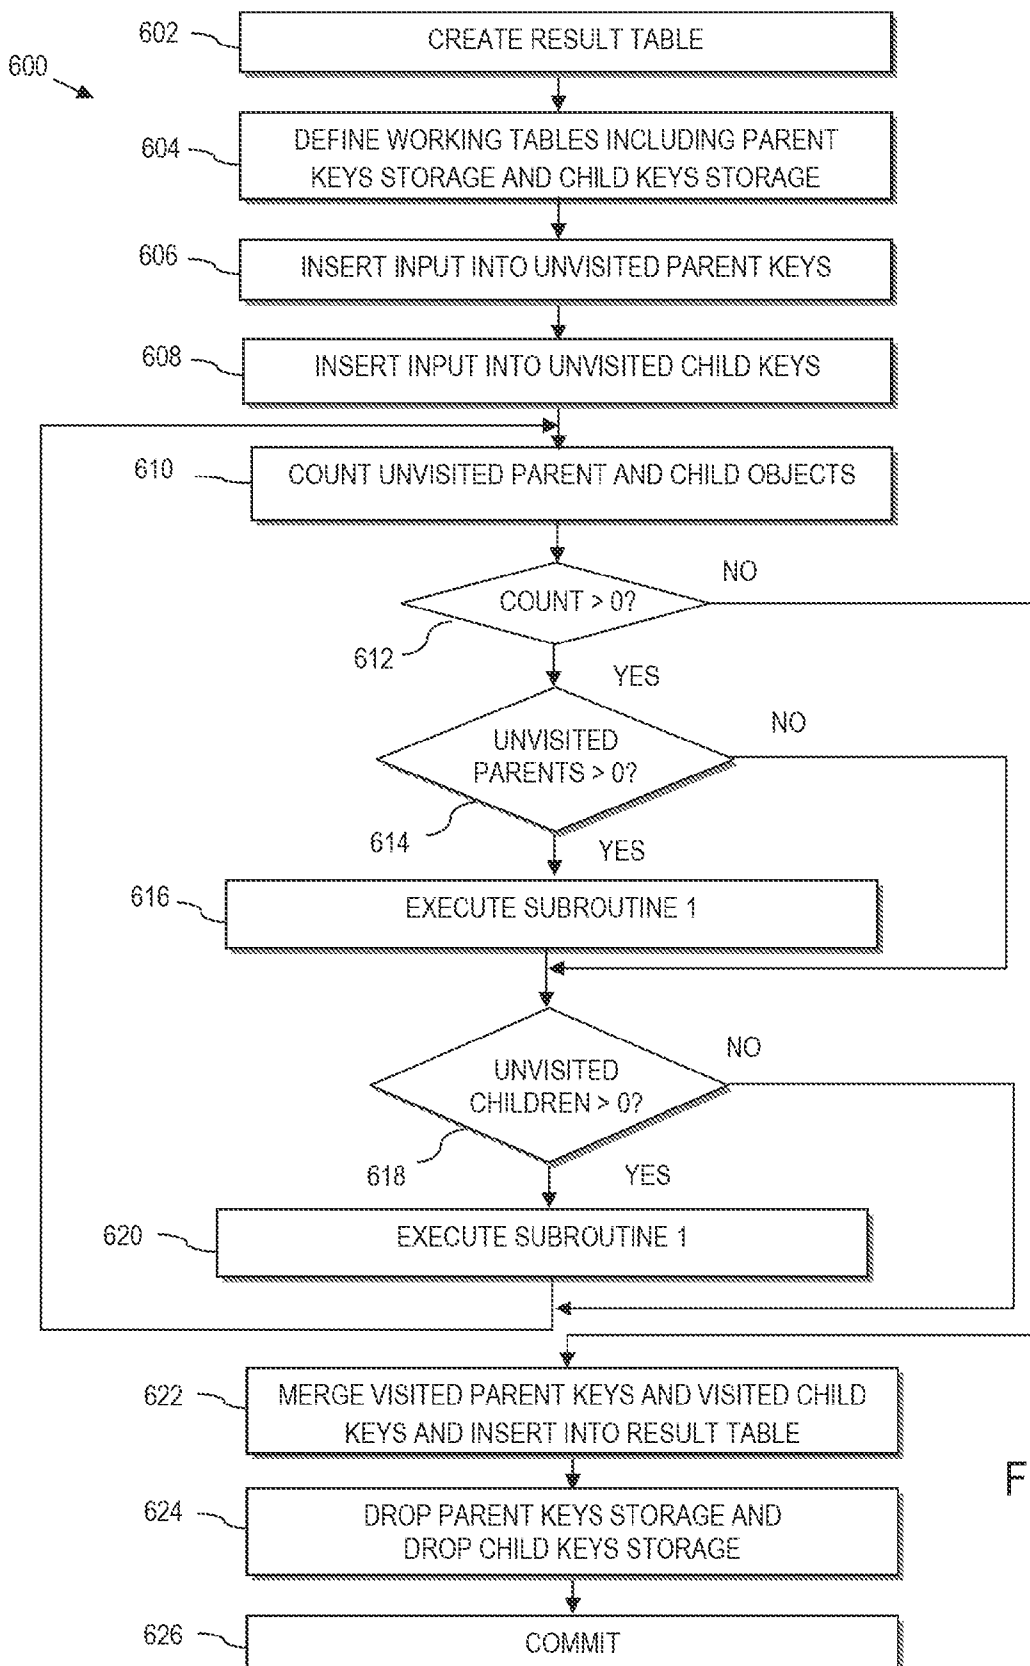 600
602
CREATE RESULT TABLE
604
DEFINE WORKING TABLES INCLUDING PARENT
KEYS STORAGE AND CHILD KEYS STORAGE
606
INSERT INPUT INTO UNVISITED PARENT KEYS
608
INSERT INPUT INTO UNVISITED CHILD KEYS
610
COUNT UNVISITED PARENT AND CHILD OBJECTS
COUNT > 0?
NO
612
YES
UNVISITED
PARENTS > 0?
NO
614
YES
616
EXECUTE SUBROUTINE 1
UNVISITED
CHILDREN > 0?
NO
618
YES
620
EXECUTE SUBROUTINE 1
622
MERGE VISITED PARENT KEYS AND VISITED CHILD
KEYS AND INSERT INTO RESULT TABLE
F
624
DROP PARENT KEYS STORAGE AND
DROP CHILD KEYS STORAGE
626
COMMIT